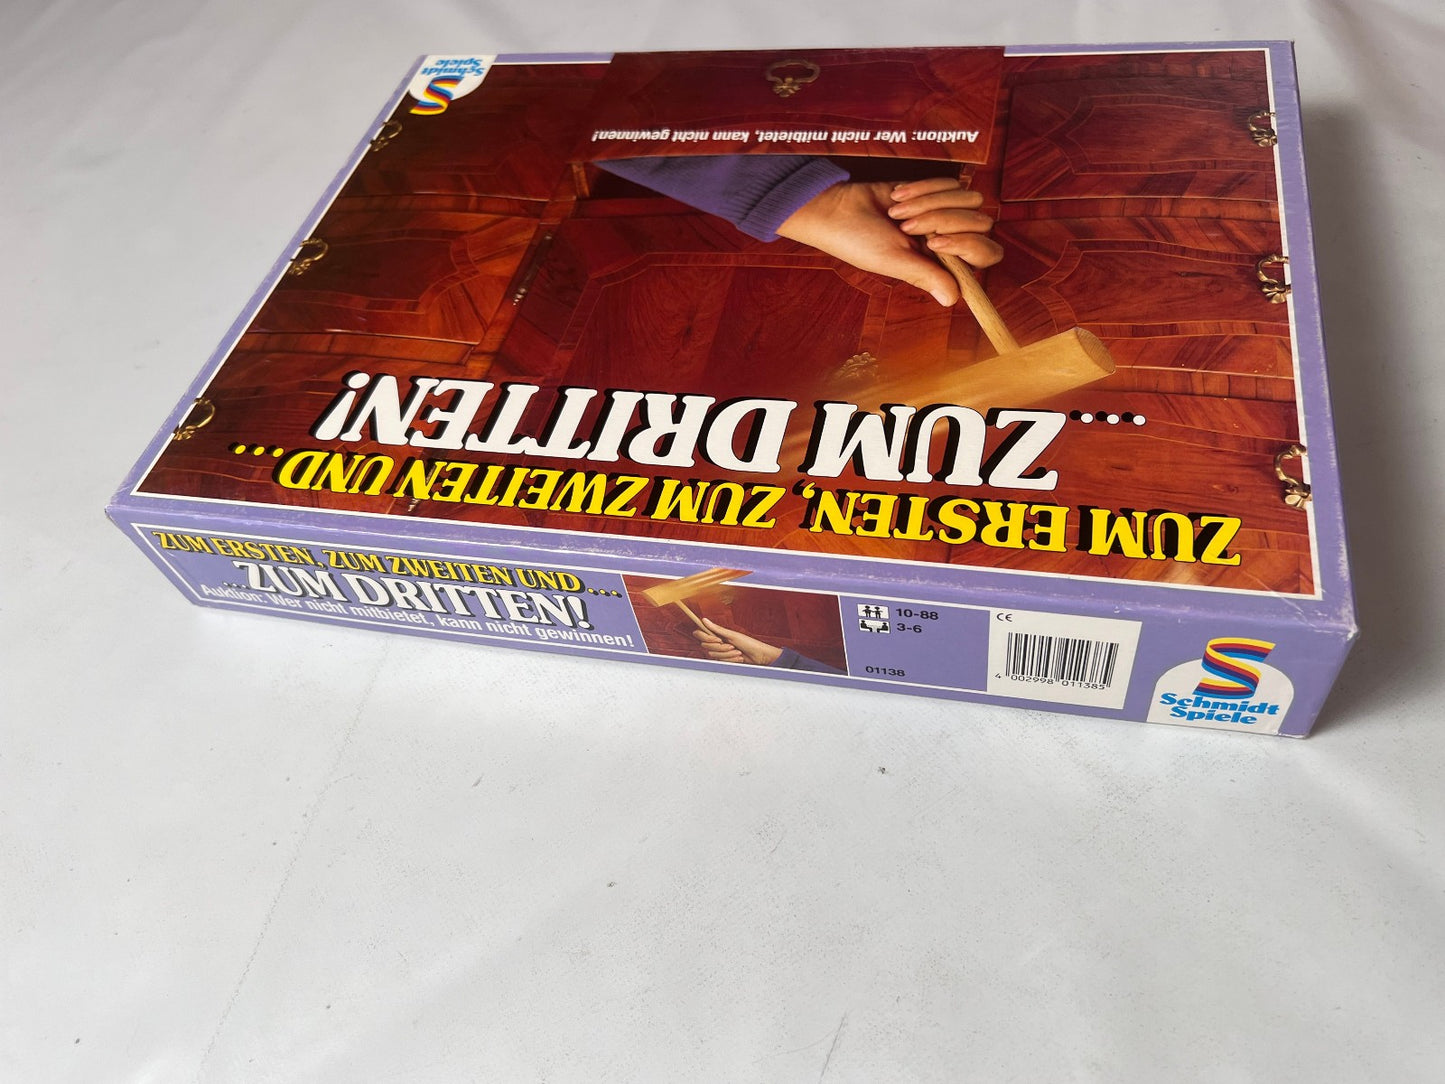 ZUM ERSTEN, ZUM ZWEITEN UND...
...ZUM DRITTEN!
Auktion: Wer nicht mitbietet, kann nicht gewinnen!
Schmidt
Spiele
ZUM ERSTEN, ZUM ZWEITEN UND...
...ZUM DRITTEN!
Auktion: Wer nicht mitbietet, kann nicht gewinnen!
10-88
3-6
01138
CE
4 002998 011385
Schmidt
Spiele